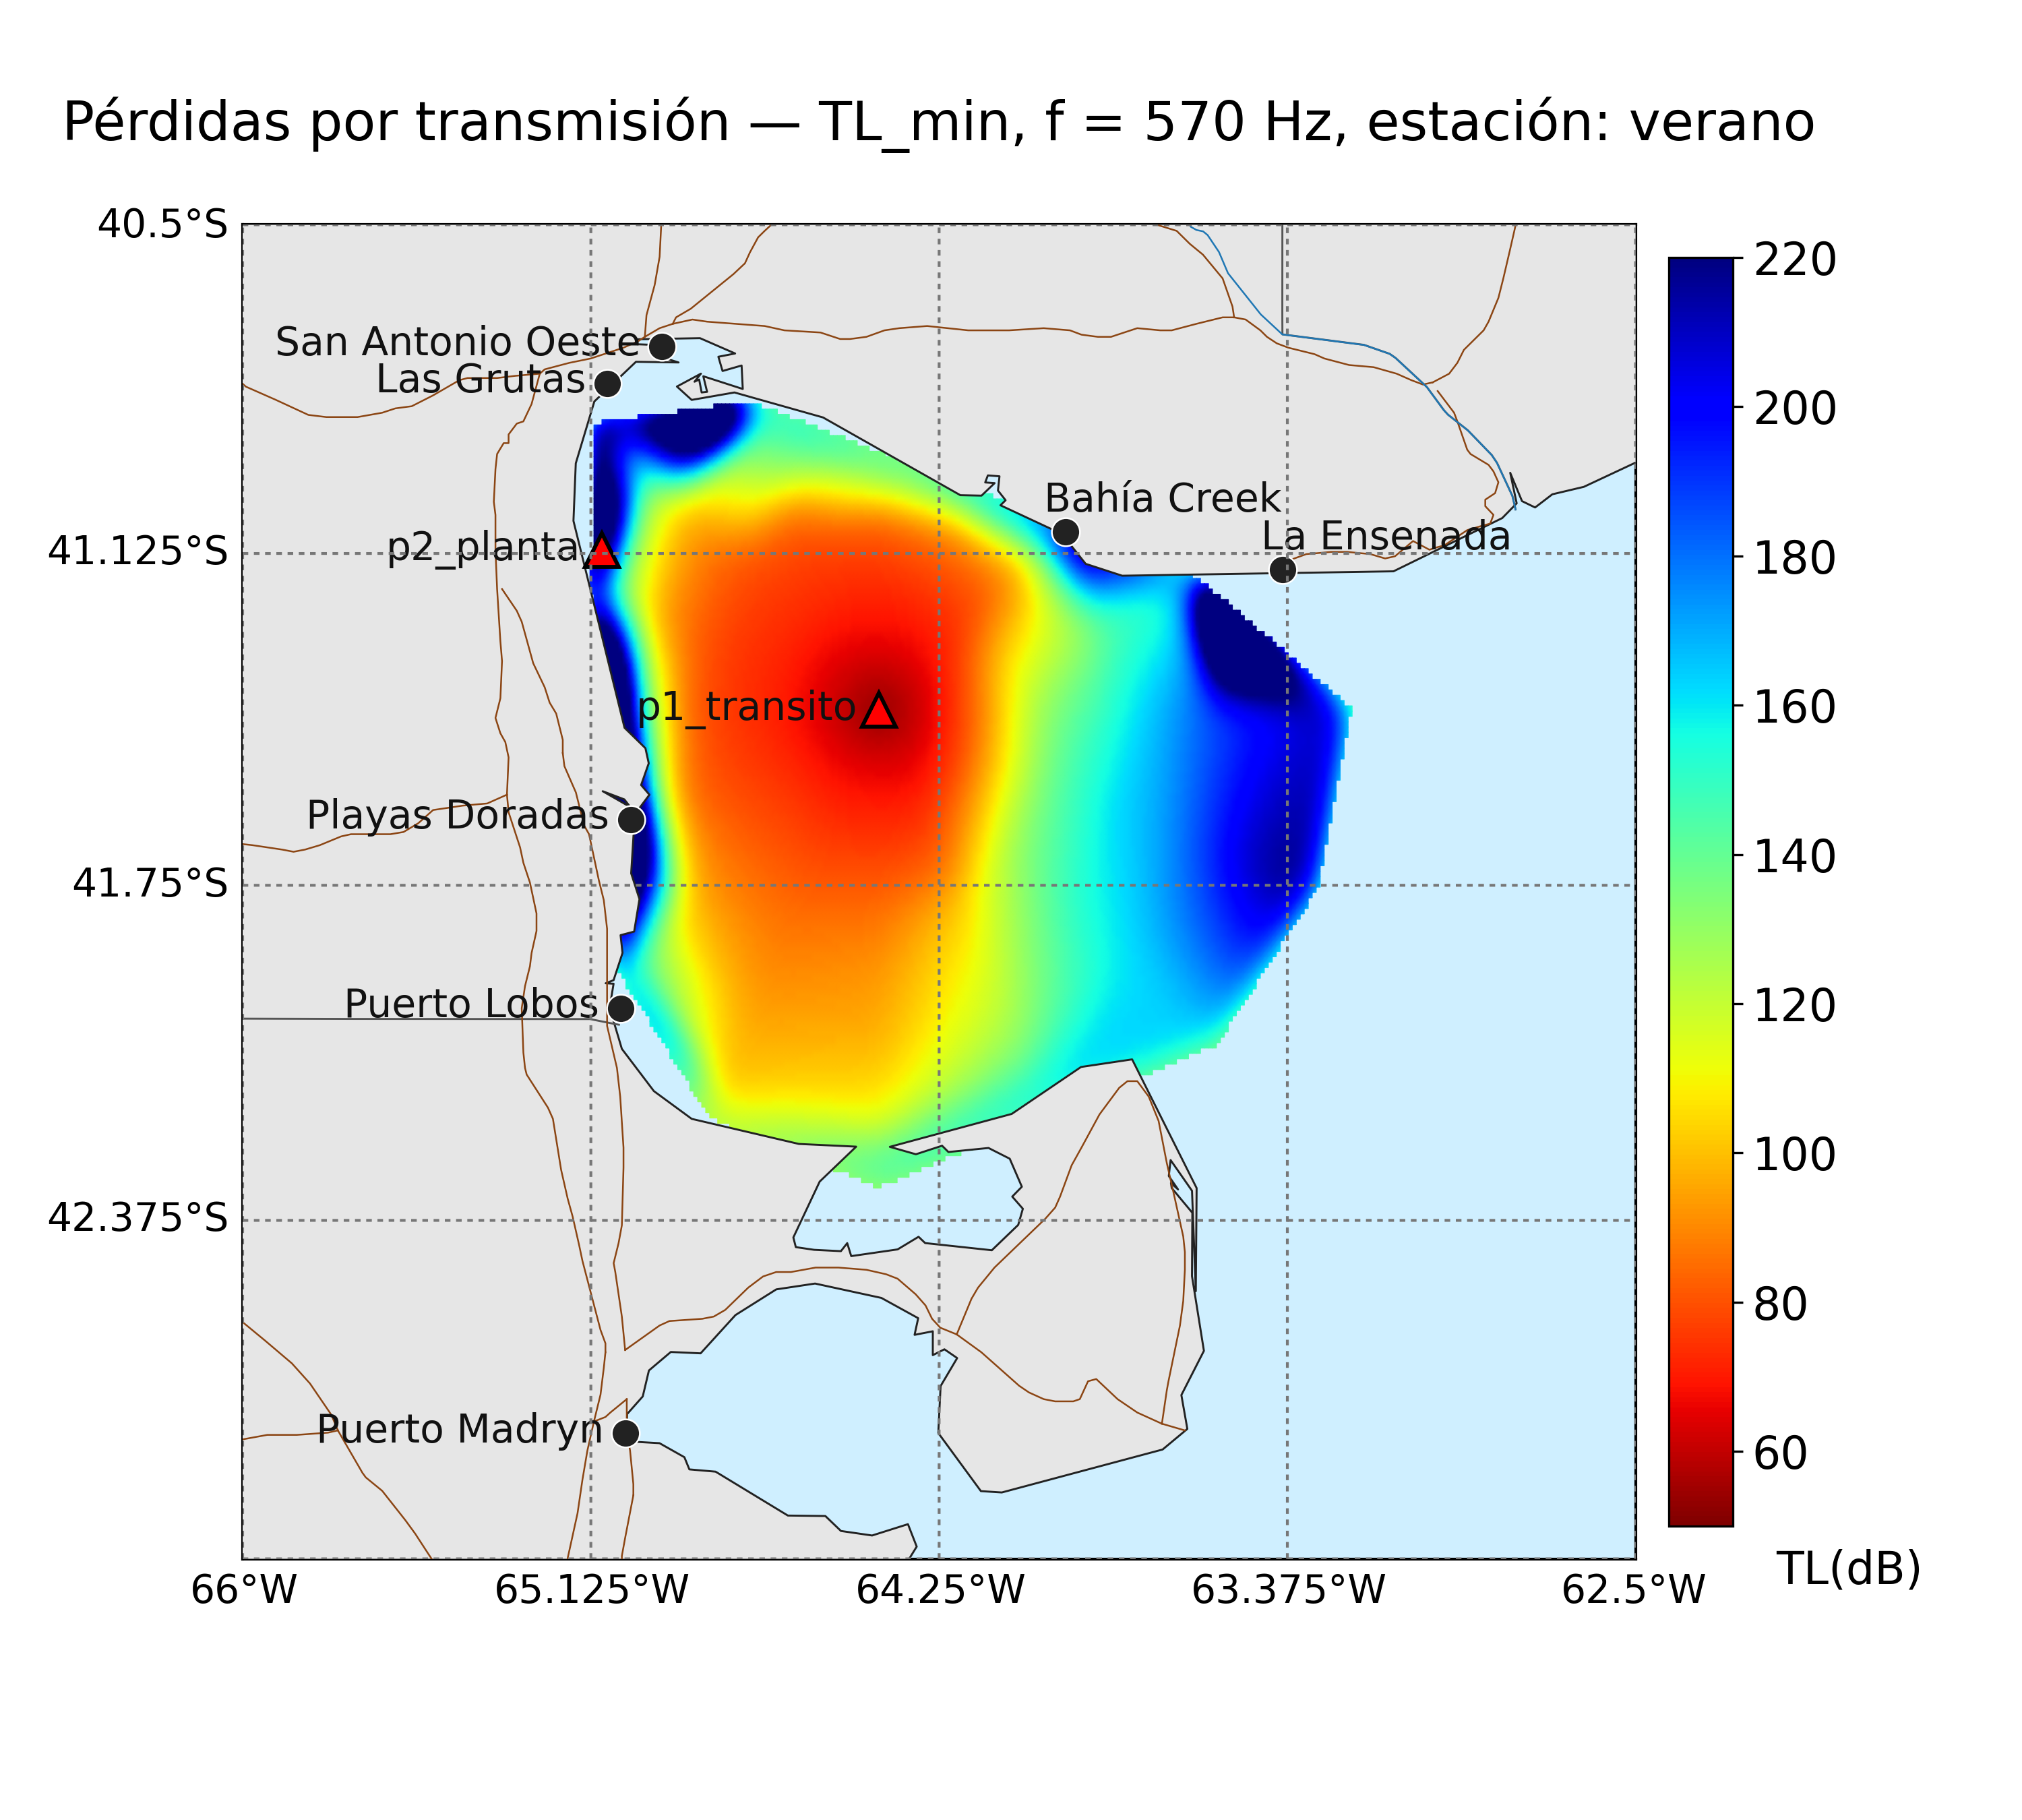 Pérdidas por transmisión — TL_min, f = 570 Hz, estación: verano
40.5°S
220
San Antonio Oeste
Las Grutas
200
Bahía Creek
La Ensenada
p2_planta
41.125°S
180
p1_transito
160
Playas Doradas
140
41.75°S
Puerto Lobos
120
100
42.375°S
80
Puerto Madryn
60
TL(dB)
66°W
65.125°W
64.25°W
63.375°W
62.5°W